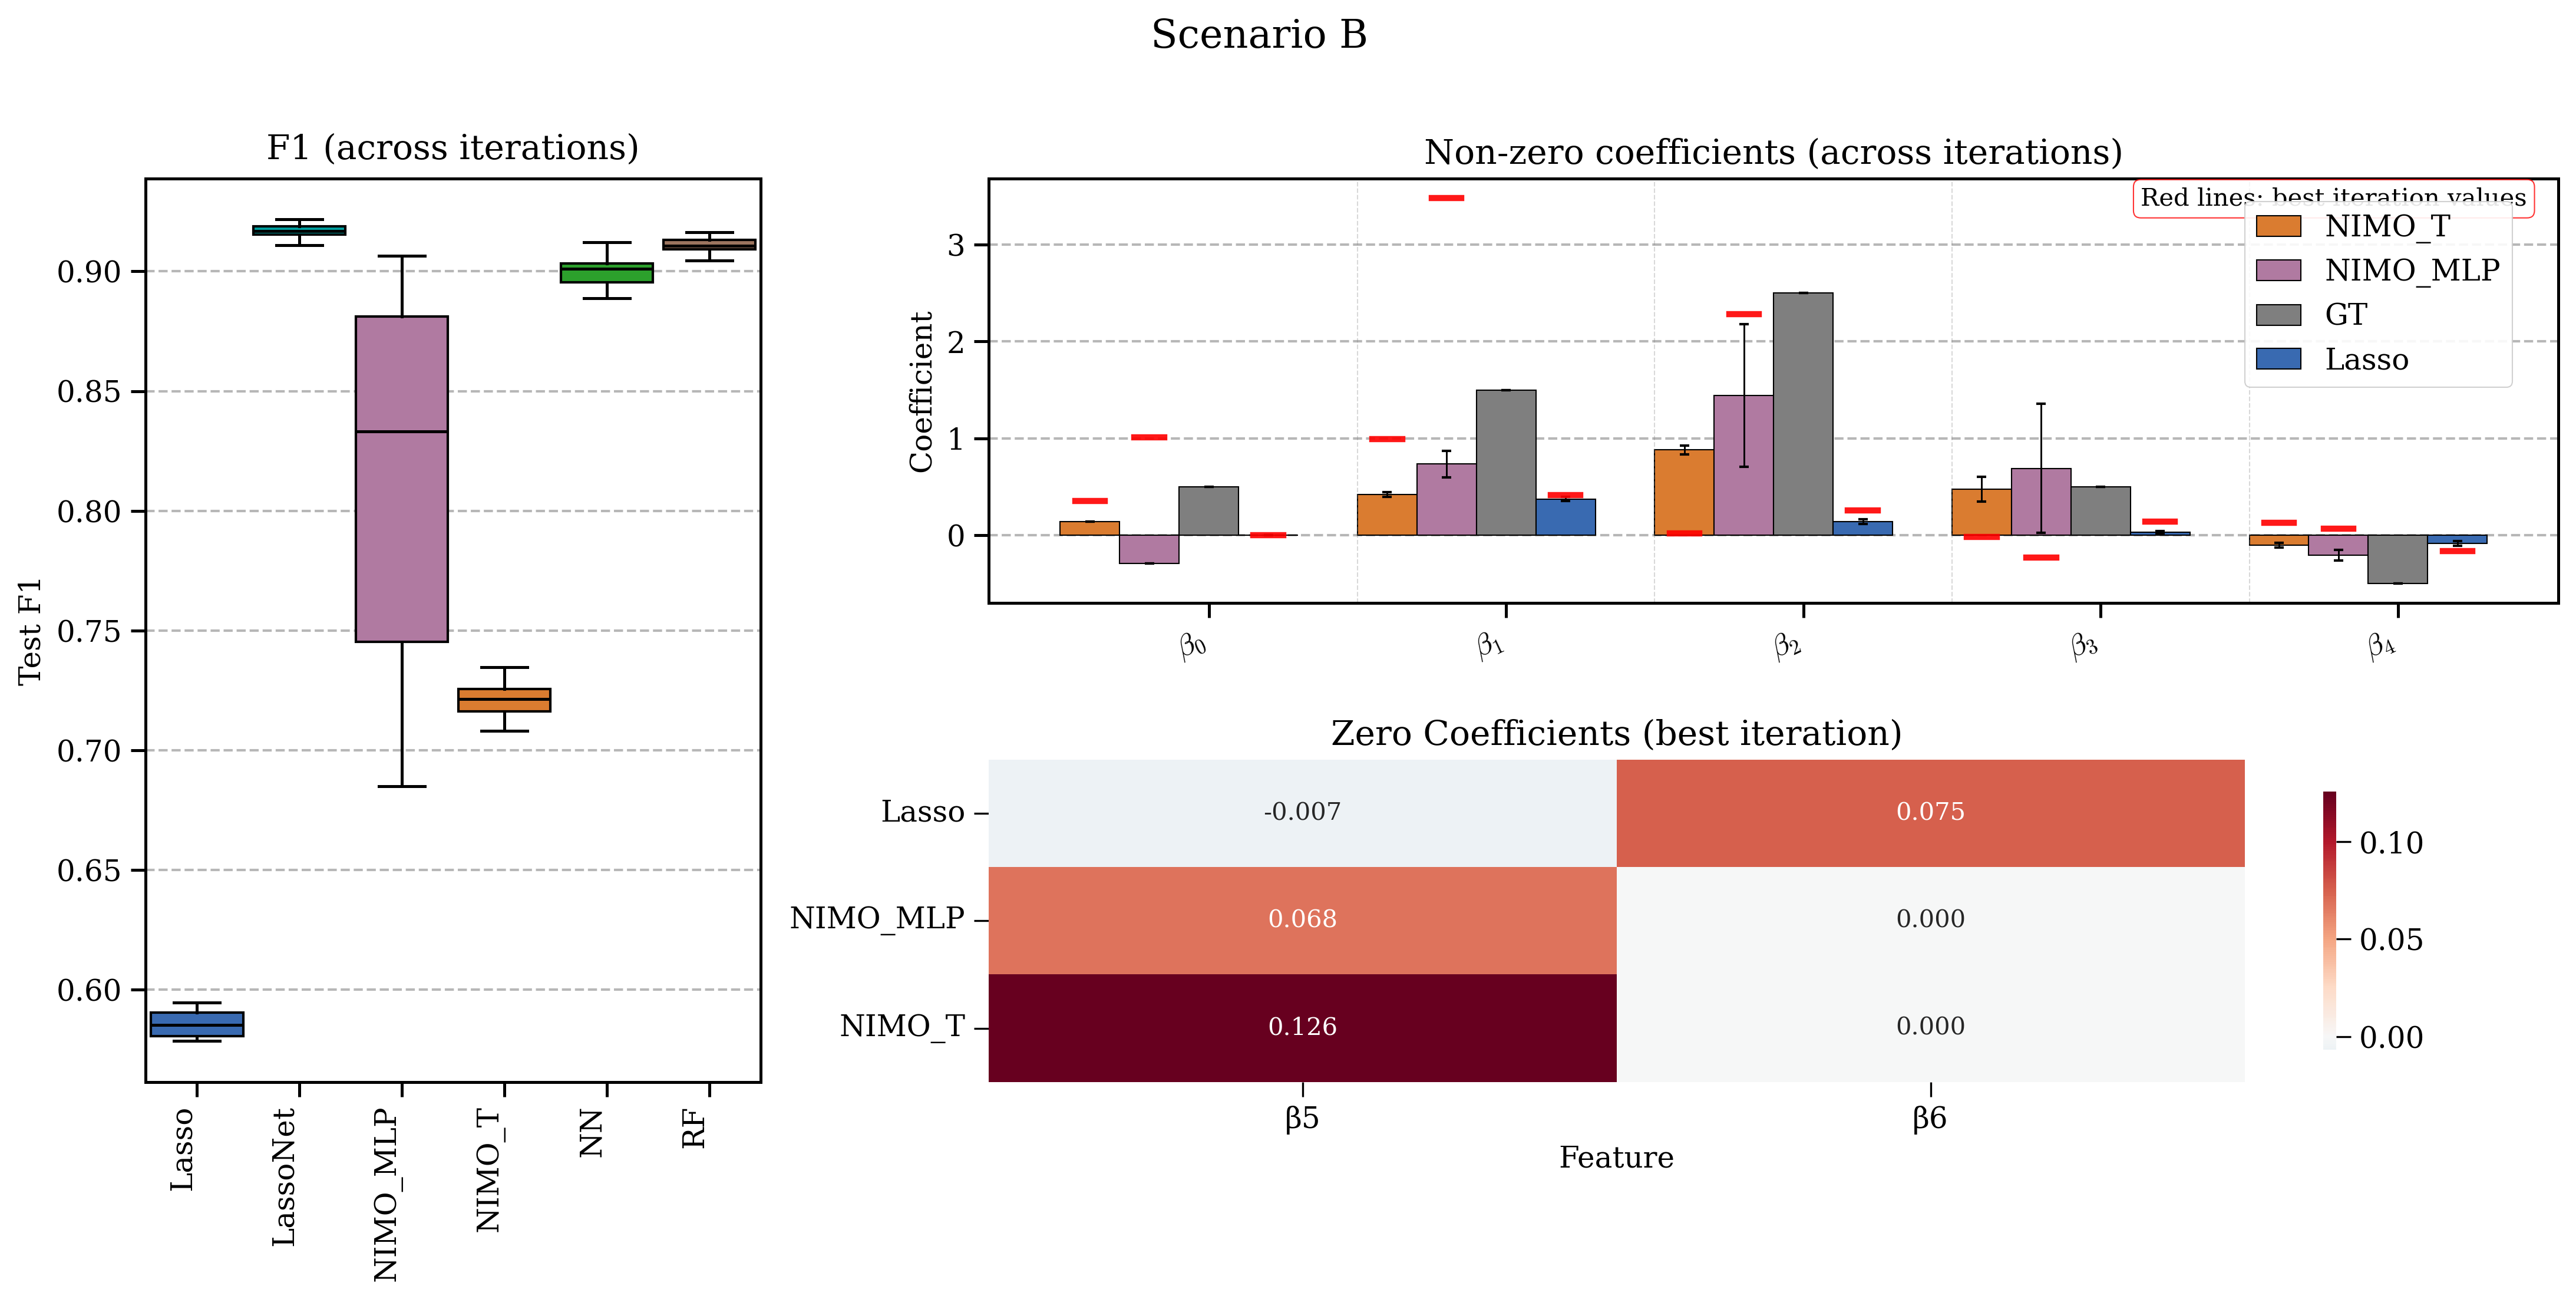 Scenario B
F1 (across iterations)
Test F1
0.90
0.85
0.80
0.75
0.70
0.65
0.60
Lasso
LassoNet
NIMO_MLP
NIMO_T
NN
RF
Non-zero coefficients (across iterations)
Coefficient
3
2
1
0
Red lines: best iteration values
NIMO_T
NIMO_MLP
GT
Lasso
β₀
β₁
β₂
β₃
β₄
Zero Coefficients (best iteration)
Lasso
-0.007
0.075
NIMO_MLP
0.068
0.000
NIMO_T
0.126
0.000
β5
β6
Feature
0.10
0.05
0.00